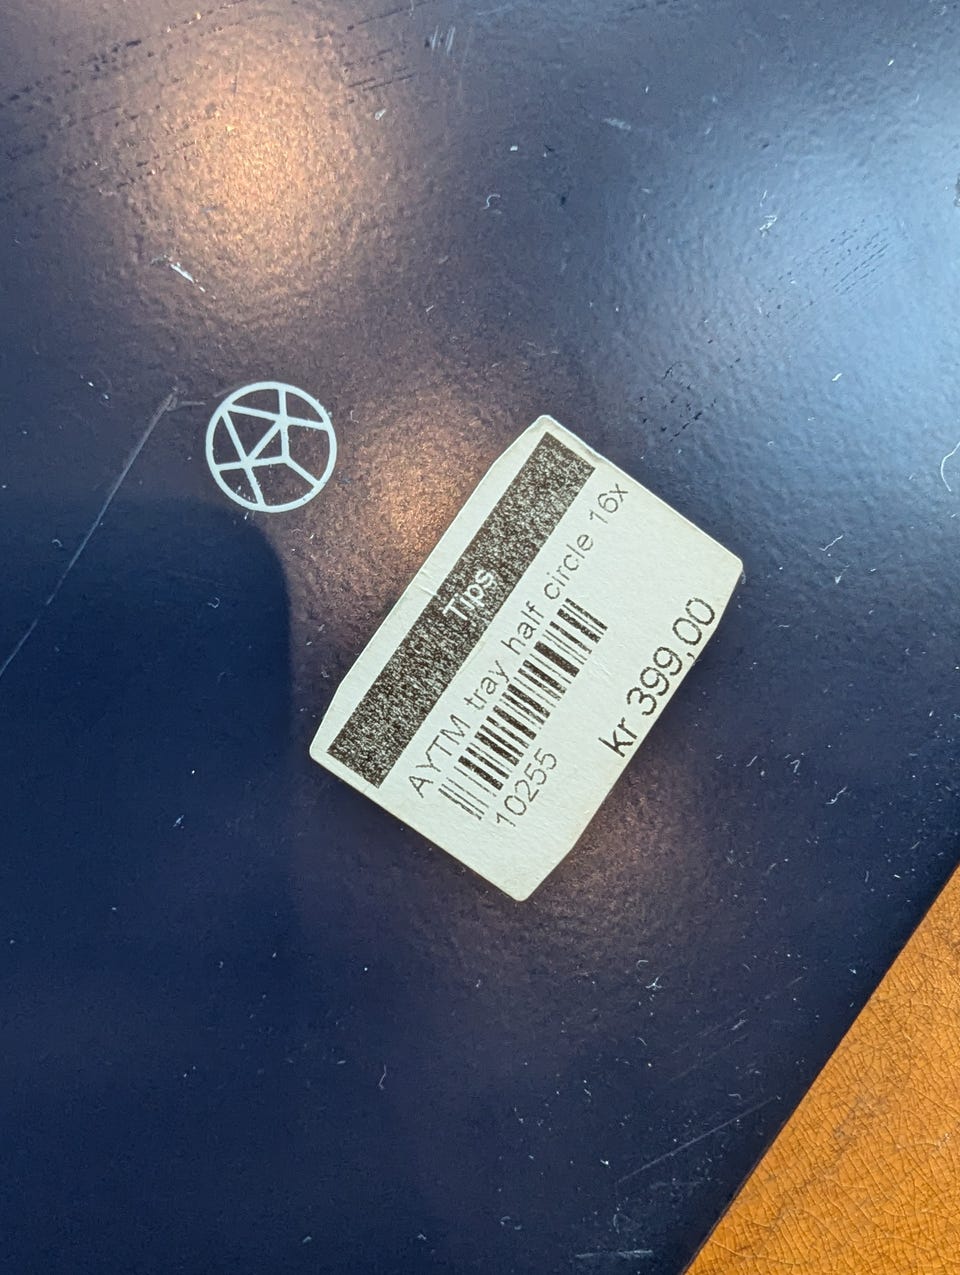 Tips
AYTM tray half circle 16x
10255
kr 399,00